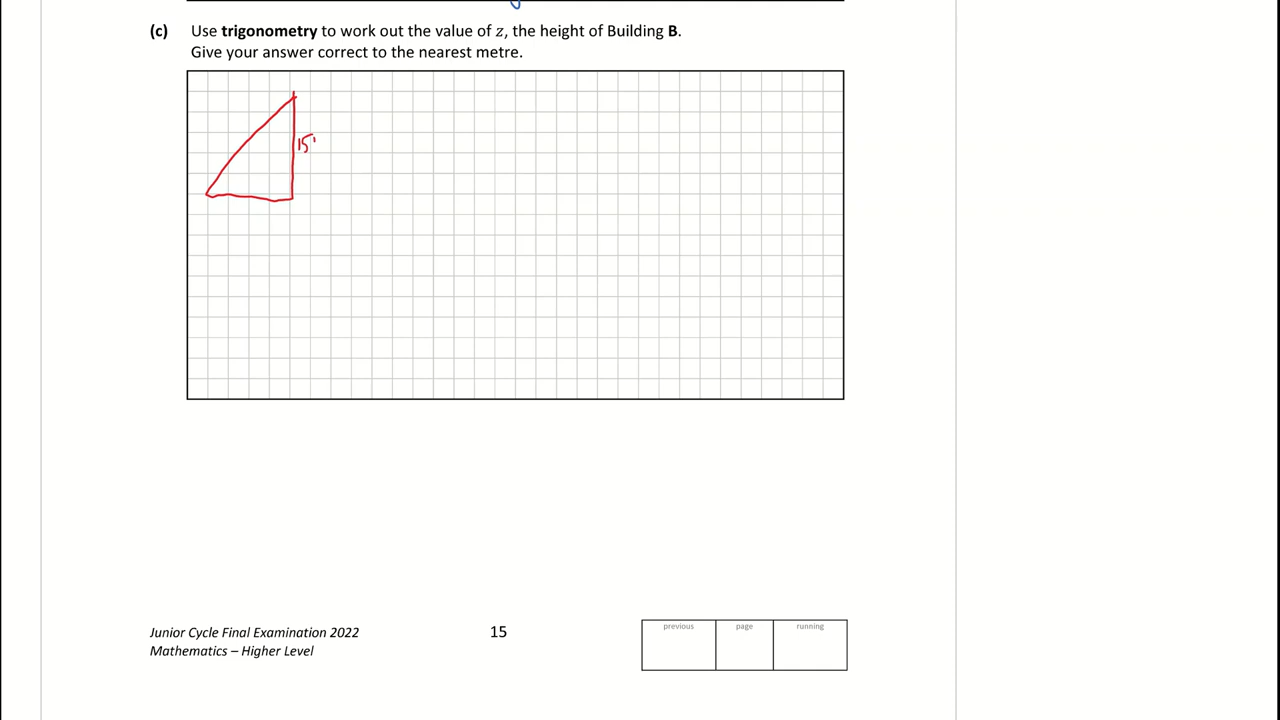 (c) Use trigonometry to work out the value of z, the height of Building B.
Give your answer correct to the nearest metre.
15
Junior Cycle Final Examination 2022
Mathematics – Higher Level
15
previous
page
running